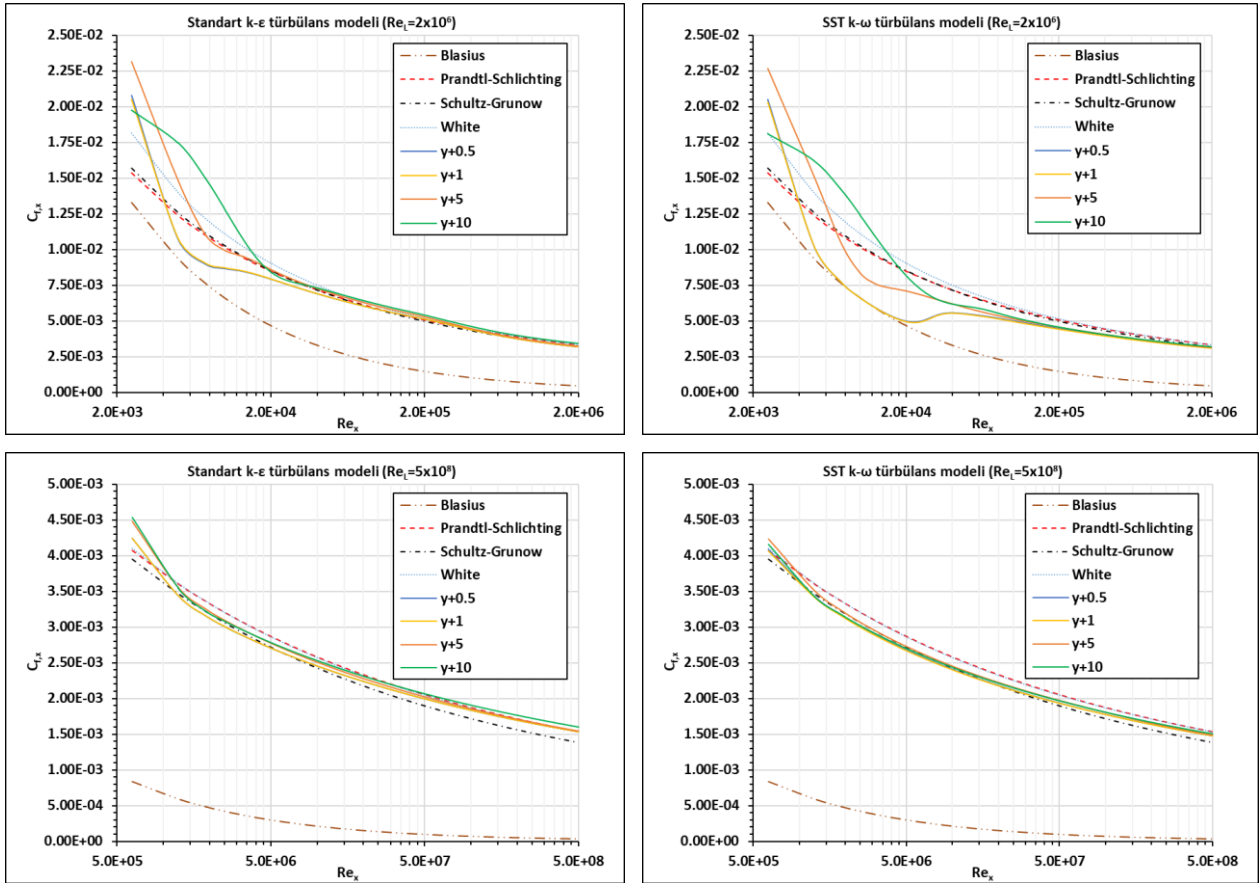 Standart k-ε türbülans modeli (Re_L=2x10⁶)
2.50E-02
2.25E-02
2.00E-02
1.75E-02
1.50E-02
1.25E-02
1.00E-02
7.50E-03
5.00E-03
2.50E-03
0.00E+00
C_f,x
2.0E+03
2.0E+04
2.0E+05
2.0E+06
Re_x
Blasius
Prandtl-Schlichting
Schultz-Grunow
White
y+0.5
y+1
y+5
y+10
SST k-ω türbülans modeli (Re_L=2x10⁶)
2.50E-02
2.25E-02
2.00E-02
1.75E-02
1.50E-02
1.25E-02
1.00E-02
7.50E-03
5.00E-03
2.50E-03
0.00E+00
C_f,x
2.0E+03
2.0E+04
2.0E+05
2.0E+06
Re_x
Blasius
Prandtl-Schlichting
Schultz-Grunow
White
y+0.5
y+1
y+5
y+10
Standart k-ε türbülans modeli (Re_L=5x10⁸)
5.00E-03
4.50E-03
4.00E-03
3.50E-03
3.00E-03
2.50E-03
2.00E-03
1.50E-03
1.00E-03
5.00E-04
0.00E+00
C_f,x
5.0E+05
5.0E+06
5.0E+07
5.0E+08
Re_x
Blasius
Prandtl-Schlichting
Schultz-Grunow
White
y+0.5
y+1
y+5
y+10
SST k-ω türbülans modeli (Re_L=5x10⁸)
5.00E-03
4.50E-03
4.00E-03
3.50E-03
3.00E-03
2.50E-03
2.00E-03
1.50E-03
1.00E-03
5.00E-04
0.00E+00
C_f,x
5.0E+05
5.0E+06
5.0E+07
5.0E+08
Re_x
Blasius
Prandtl-Schlichting
Schultz-Grunow
White
y+0.5
y+1
y+5
y+10